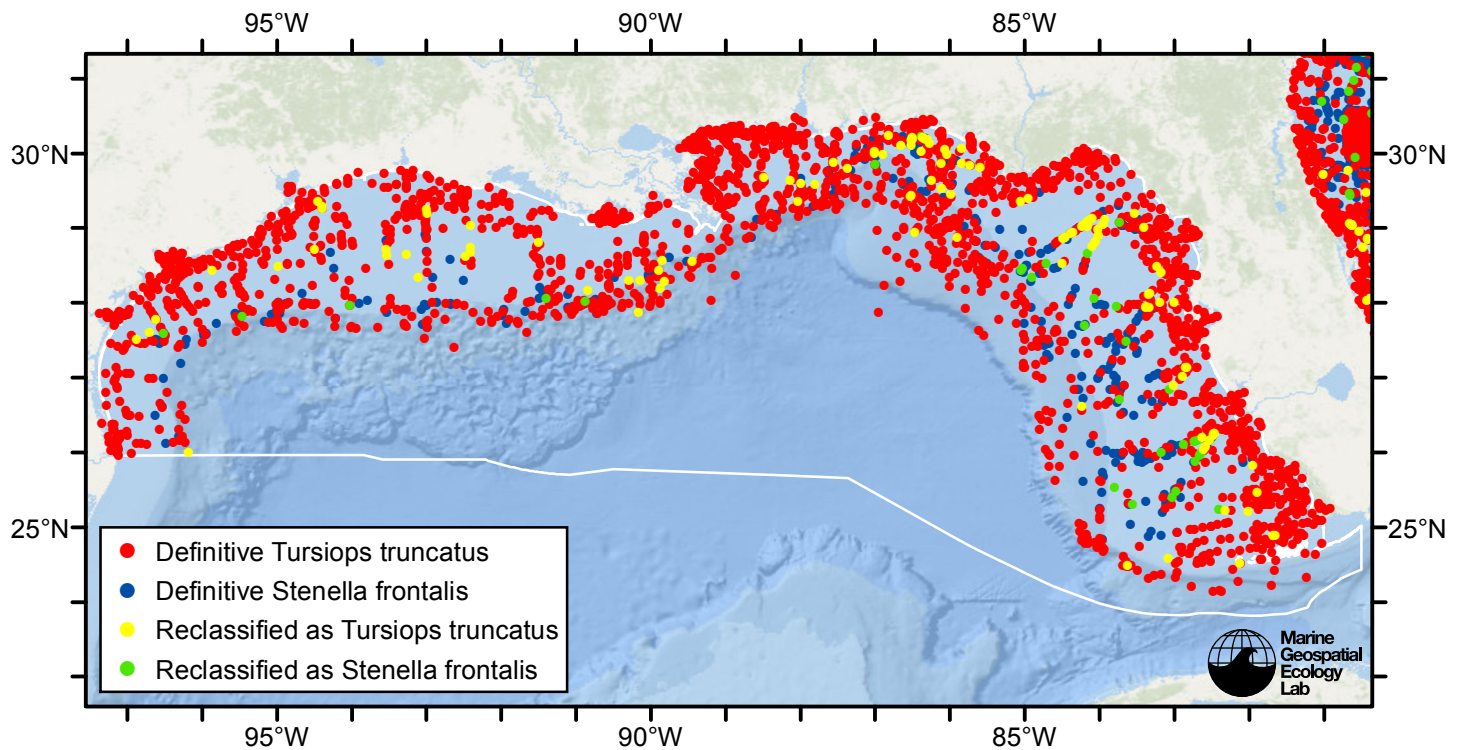 95°W 90°W 85°W
30°N 30°N
25°N 25°N
Definitive Tursiops truncatus
Definitive Stenella frontalis
Reclassified as Tursiops truncatus
Reclassified as Stenella frontalis
Marine
Geospatial
Ecology
Lab
95°W 90°W 85°W